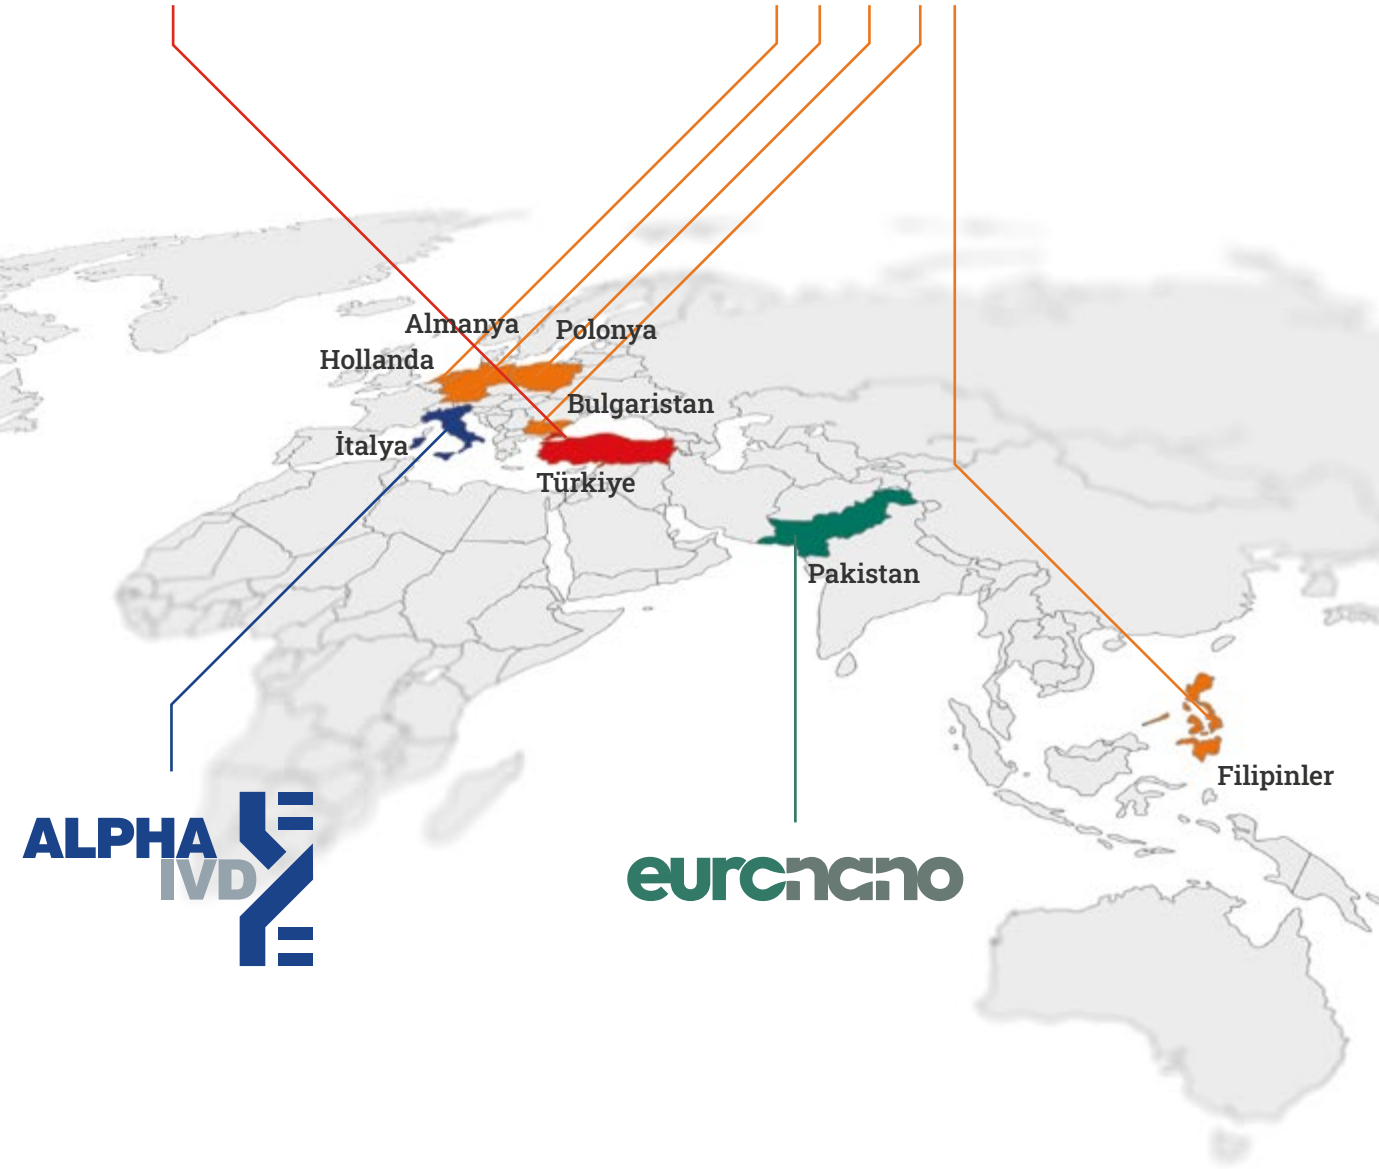 Almanya
Polonya
Hollanda
Bulgaristan
İtalya
Türkiye
Pakistan
Filipinler
ALPHA
IVD
euronano